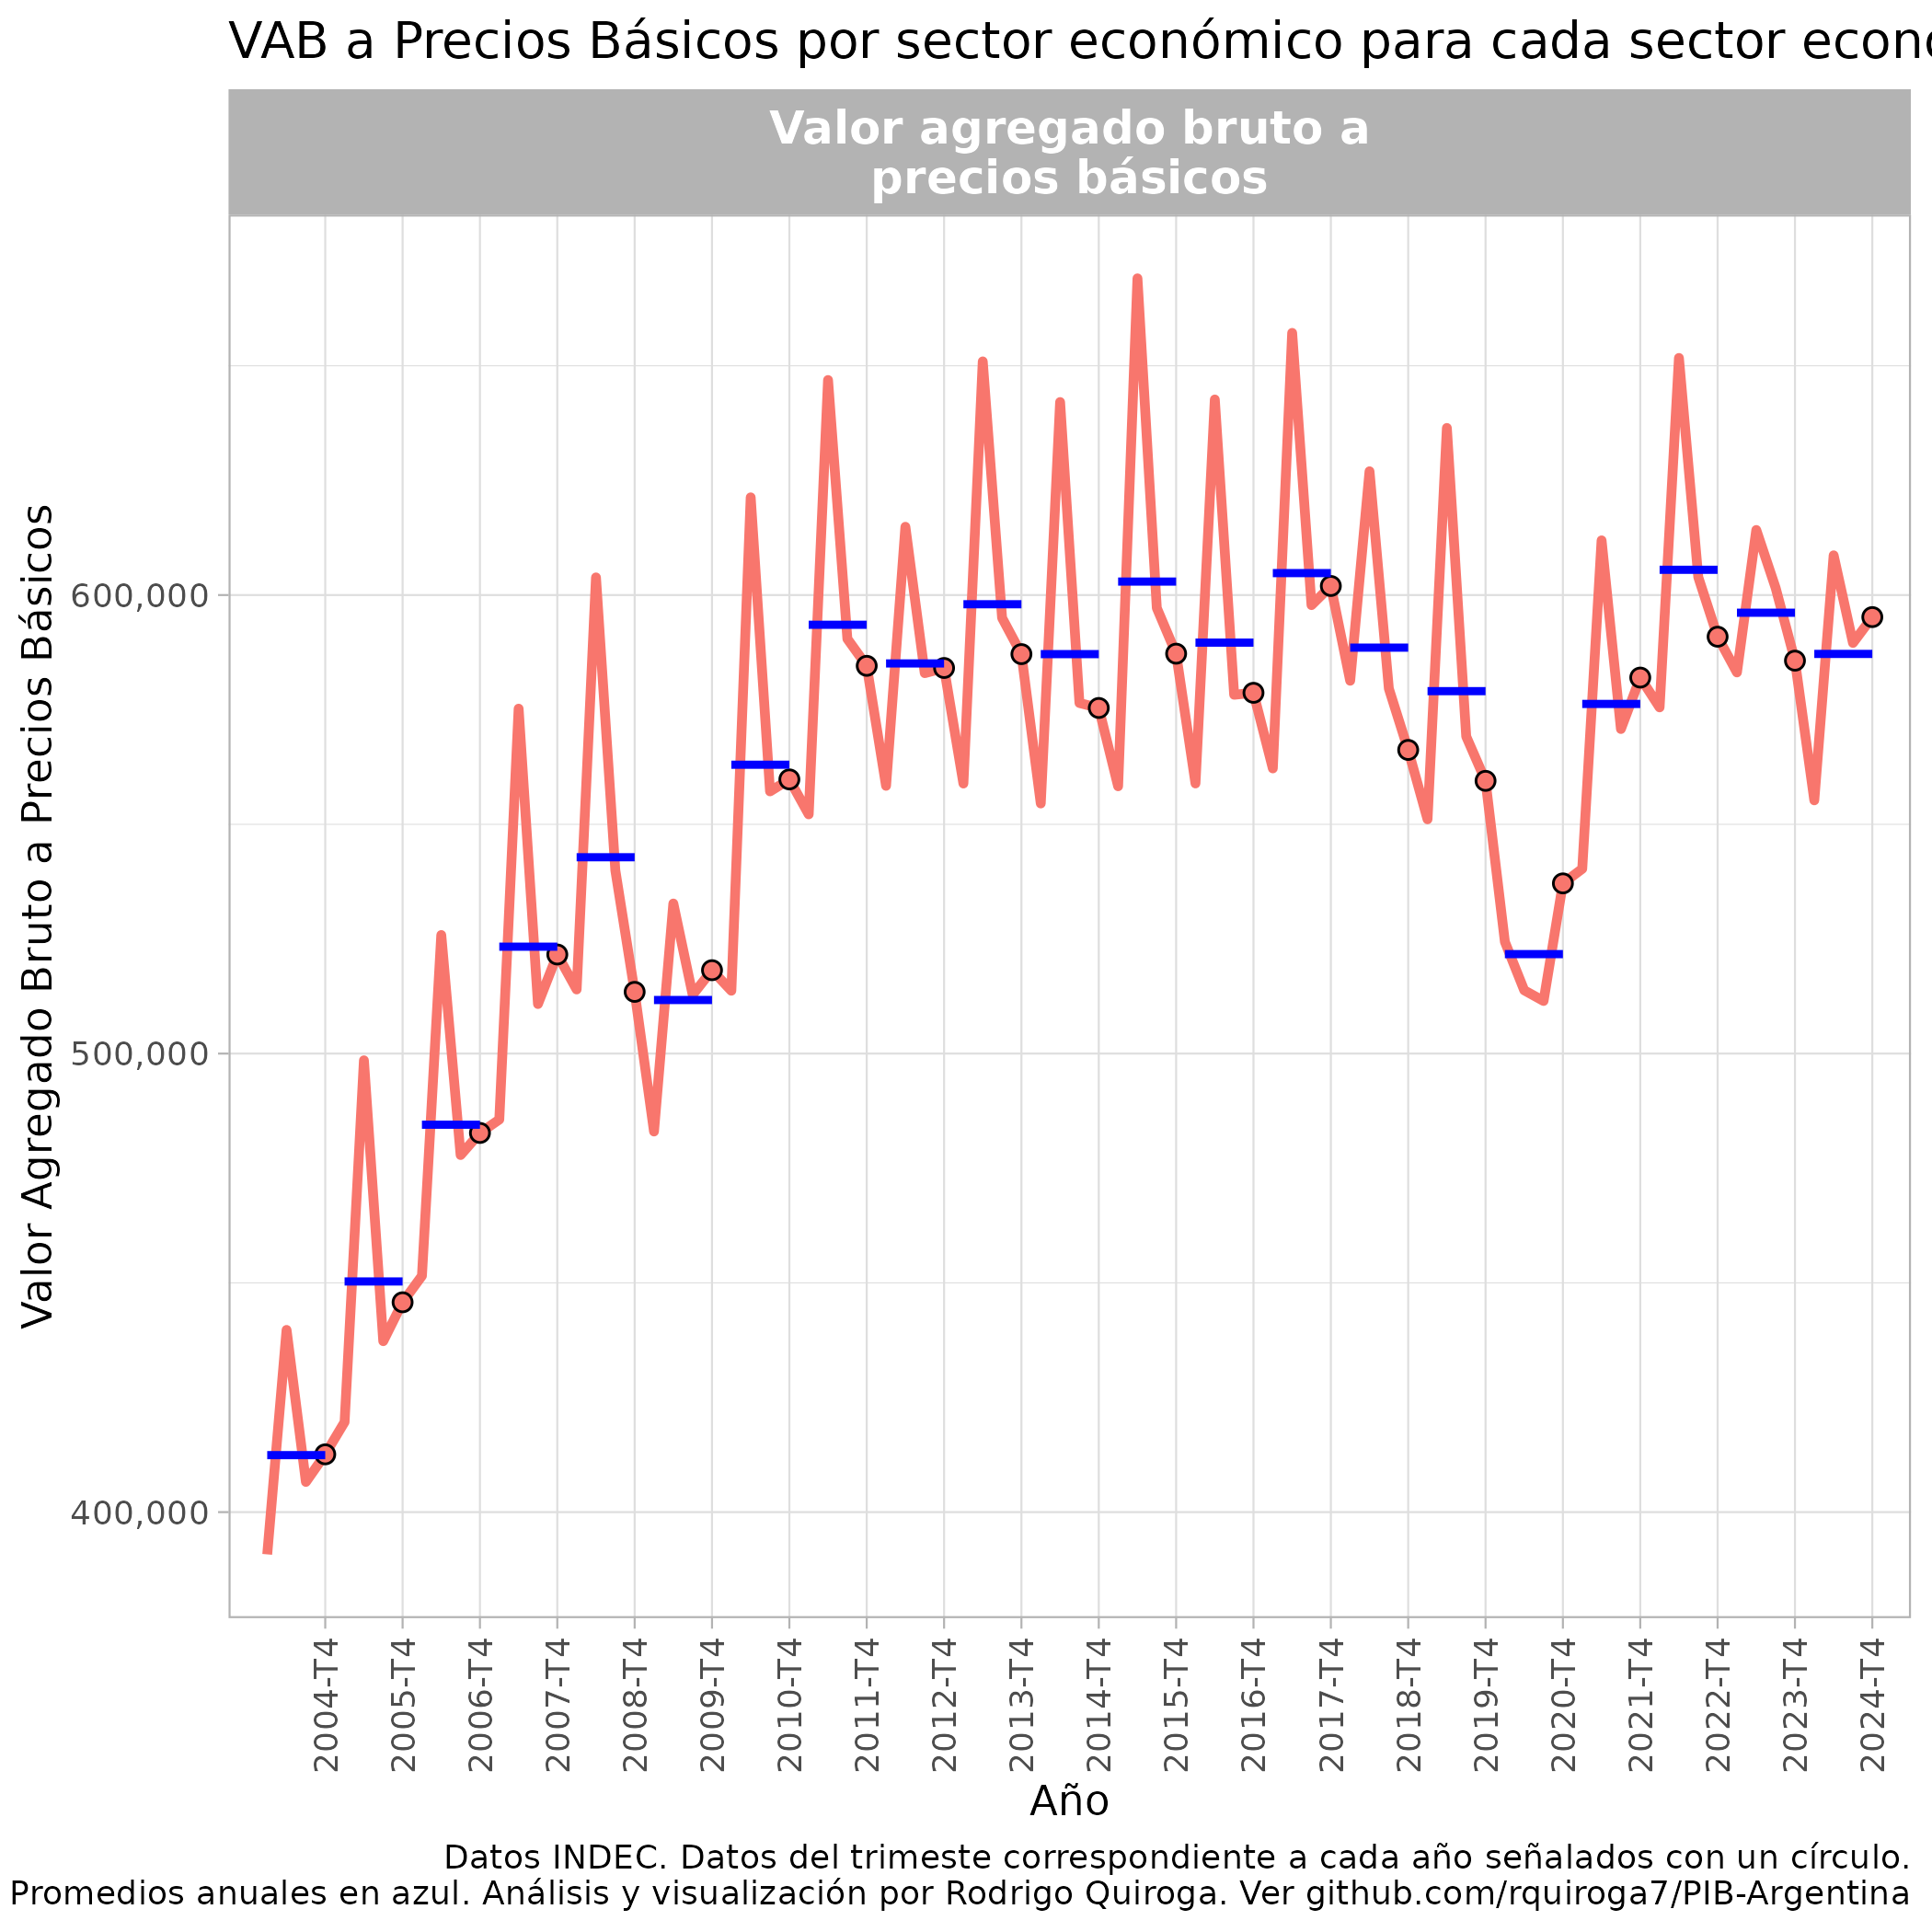 VAB a Precios Básicos por sector económico para cada sector
Valor agregado bruto a
precios básicos
Valor Agregado Bruto a Precios Básicos
600,000
500,000
400,000
2004-T4
2005-T4
2006-T4
2007-T4
2008-T4
2009-T4
2010-T4
2011-T4
2012-T4
2013-T4
2014-T4
2015-T4
2016-T4
2017-T4
2018-T4
2019-T4
2020-T4
2021-T4
2022-T4
2023-T4
2024-T4
Año
Datos INDEC. Datos del trimeste correspondiente a cada año señalados con un círculo.
Promedios anuales en azul. Análisis y visualización por Rodrigo Quiroga. Ver github.com/rquiroga7/PIB-Argentina